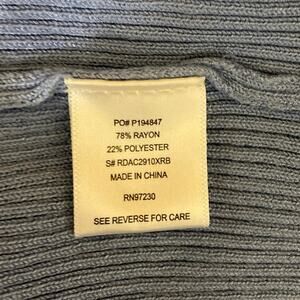 PO# P194847
78% RAYON
22% POLYESTER
S# RDAC2910XRB
MADE IN CHINA
RN97230
SEE REVERSE FOR CARE